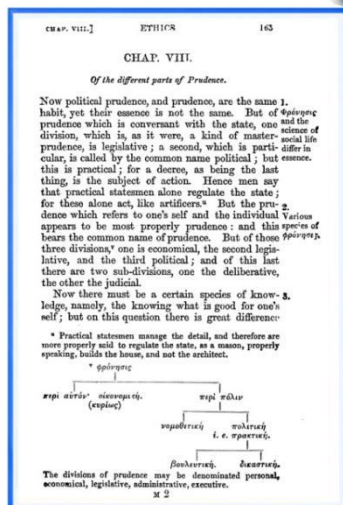 CHAP. VIII.] ETHICS 163
CHAP. VIII.
Of the different parts of Prudence.
Now political prudence, and prudence, are the same 1.
habit, yet their essence is not the same. But of Φρόνησις
prudence which is conversant with the state, one and the
division, which is, as it were, a kind of master- science of
prudence, is legislative; a second, which is parti- social life
cular, is called by the common name political; but differ in
this is practical; for a decree, as being the last essence.
thing, is the subject of action. Hence men say
that practical statesmen alone regulate the state;
for these alone act, like artificers.ᵘ But the pru- 2.
dence which refers to one's self and the individual Various
appears to be most properly prudence: and this species of
bears the common name of prudence. But of those φρόνησις.
three divisions,ᵛ one is economical, the second legis-
lative, and the third political; and of this last
there are two sub-divisions, one the deliberative,
the other the judicial.
Now there must be a certain species of know- 3.
ledge, namely, the knowing what is good for one's
self; but on this question there is great difference
ᵘ Practical statesmen manage the detail, and therefore are
more properly said to regulate the state, as a mason, properly
speaking, builds the house, and not the architect.
ᵛ φρόνησις
περὶ αὑτόν οἰκονομική. περὶ πόλιν
(κυρίως)
νομοθετική πολιτική
i. e. πρακτική.
βουλευτική. δικαστική.
The divisions of prudence may be denominated personal,
economical, legislative, administrative, executive.
M 2